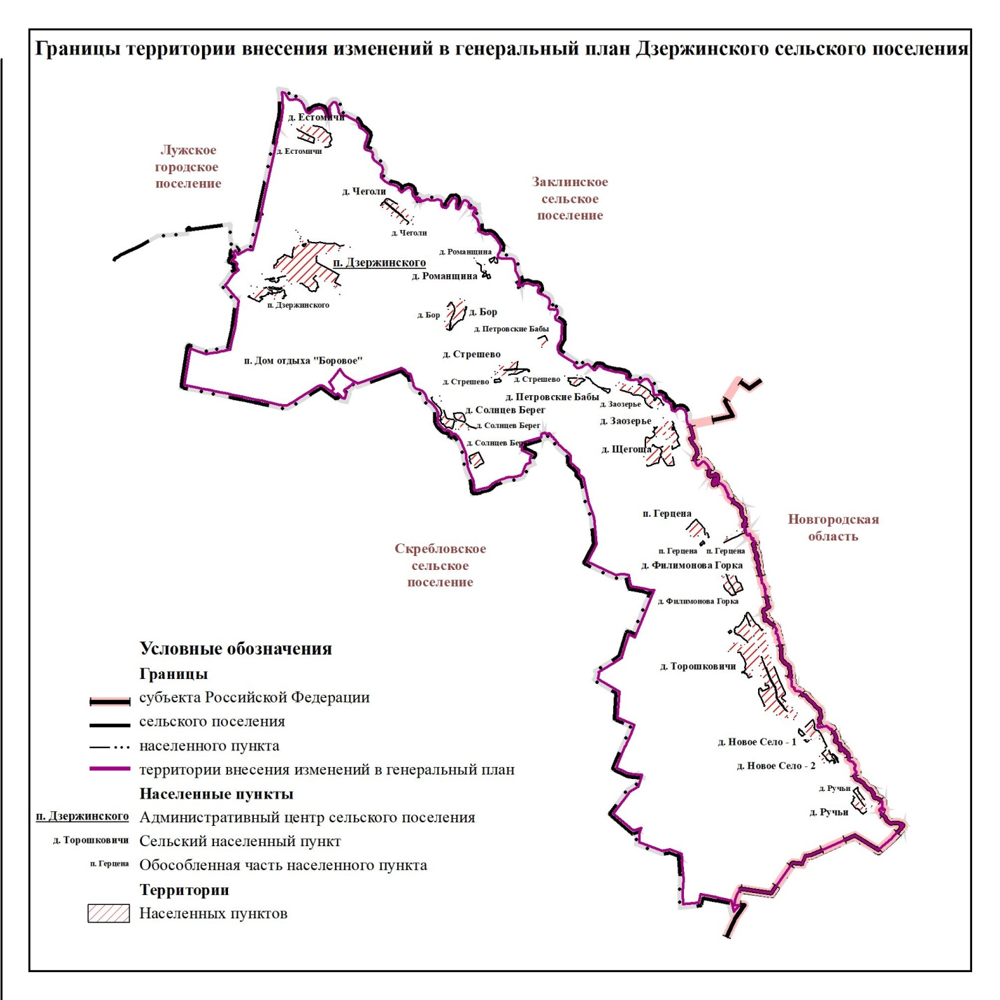 Границы территории внесения изменений в генеральный план Дзержинского сельского поселения
д. Естомичи
д. Естомичи
Лужское
городское
поселение
Заклинское
сельское
поселение
д. Чеголи
д. Чеголи
д. Романщина
п. Дзержинского
д. Романщина
п. Дзержинского
д. Бор
д. Бор
д. Петровские Бабы
д. Стрешево
п. Дом отдыха "Боровое"
д. Стрешево
д. Стрешево
д. Петровские Бабы
д. Заозерье
д. Солнцев Берег
д. Заозерье
д. Солнцев Берег
д. Солнцев Берег
д. Щегоща
п. Герцена
Новгородская
область
Скребловское
сельское
поселение
п. Герцена
п. Герцена
д. Филимонова Горка
д. Филимонова Горка
д. Торошковичи
д. Новое Село - 1
д. Новое Село - 2
д. Ручьи
д. Ручьи
Условные обозначения
Границы
субъекта Российской Федерации
сельского поселения
населенного пункта
территории внесения изменений в генеральный план
Населенные пункты
п. Дзержинского Административный центр сельского поселения
д. Торошковичи Сельский населенный пункт
п. Герцена Обособленная часть населенного пункта
Территории
Населенных пунктов